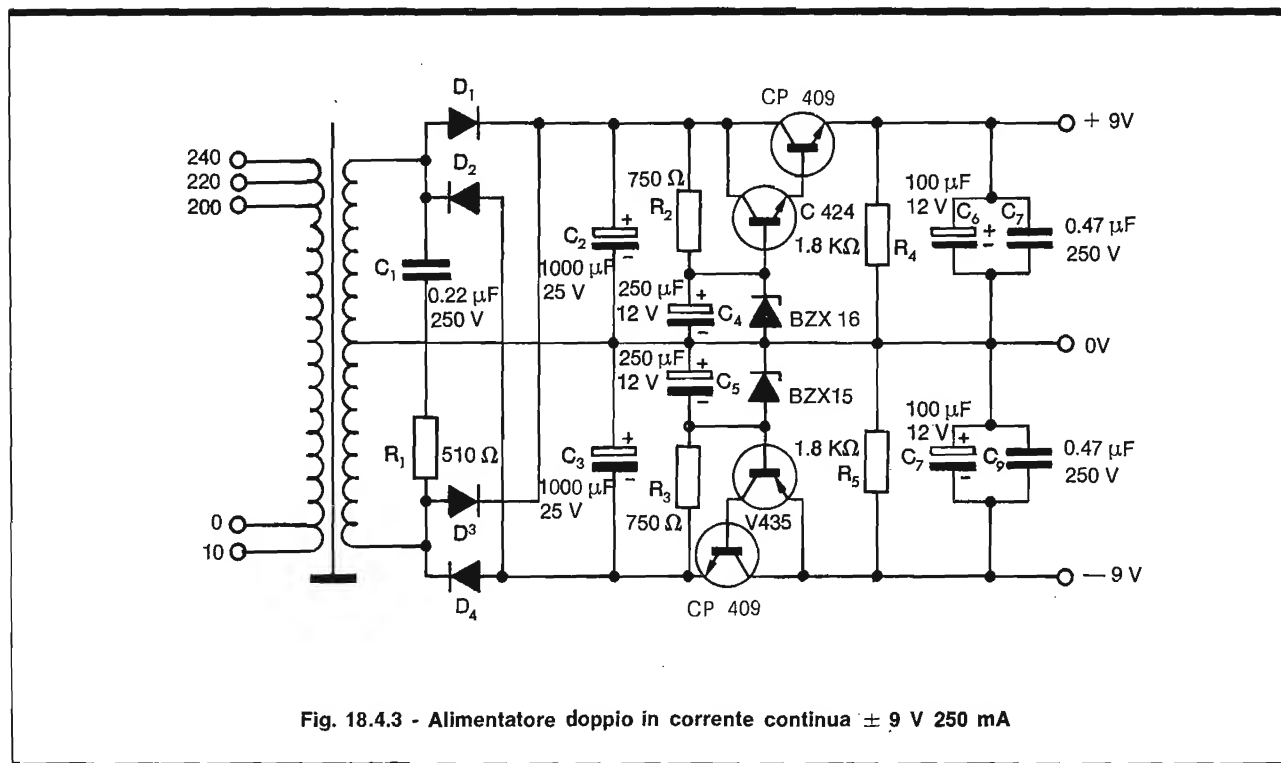 D1
CP 409
+ 9V
240
220
200
D2
750 Ω
R2
C 424
100 µF
12 V
C6
+
-
C7
0.47 µF
250 V
C1
0.22 µF
250 V
C2
+
-
1000 µF
25 V
1.8 KΩ
R4
250 µF
12 V
+
-
C4
BZX 16
0V
250 µF
12 V
+
-
C5
BZX15
R1
510 Ω
C3
+
-
1000 µF
25 V
R3
750 Ω
1.8 KΩ
R5
V435
100 µF
12 V
C7
+
-
C9
0.47 µF
250 V
0
10
D3
D4
CP 409
— 9 V
Fig. 18.4.3 - Alimentatore doppio in corrente continua ± 9 V 250 mA